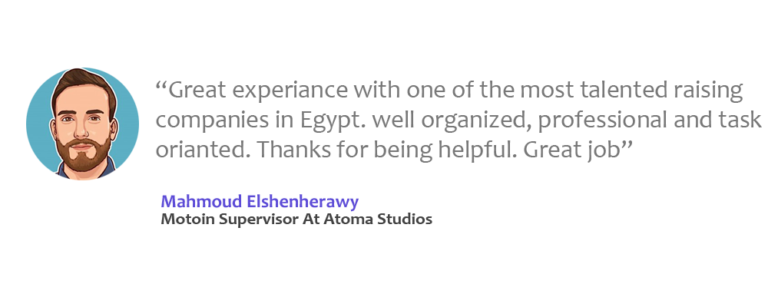 “Great experiance with one of the most talented raising
companies in Egypt. well organized, professional and task
orianted. Thanks for being helpful. Great job”
Mahmoud Elshenherawy
Motoin Supervisor At Atoma Studios